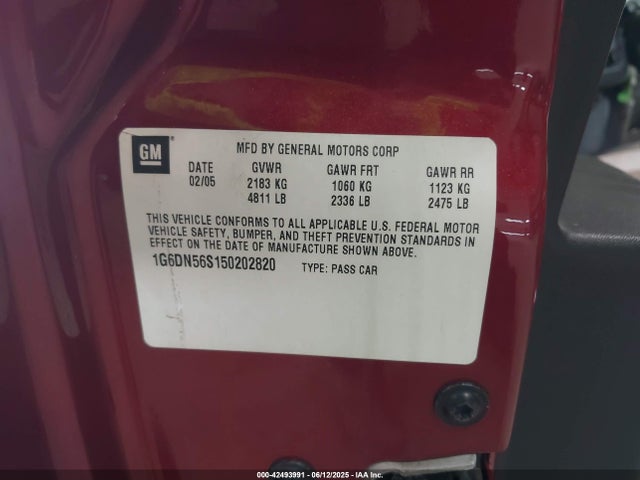 GM MFD BY GENERAL MOTORS CORP
DATE GVWR GAWR FRT GAWR RR
02/05 2183 KG 1060 KG 1123 KG
4811 LB 2336 LB 2475 LB
THIS VEHICLE CONFORMS TO ALL APPLICABLE U.S. FEDERAL MOTOR
VEHICLE SAFETY, BUMPER, AND THEFT PREVENTION STANDARDS IN
EFFECT ON THE DATE OF MANUFACTURE SHOWN ABOVE.
1G6DN56S150202820 TYPE: PASS CAR
000-42493991 - 06/12/2025 - IAAI.COM